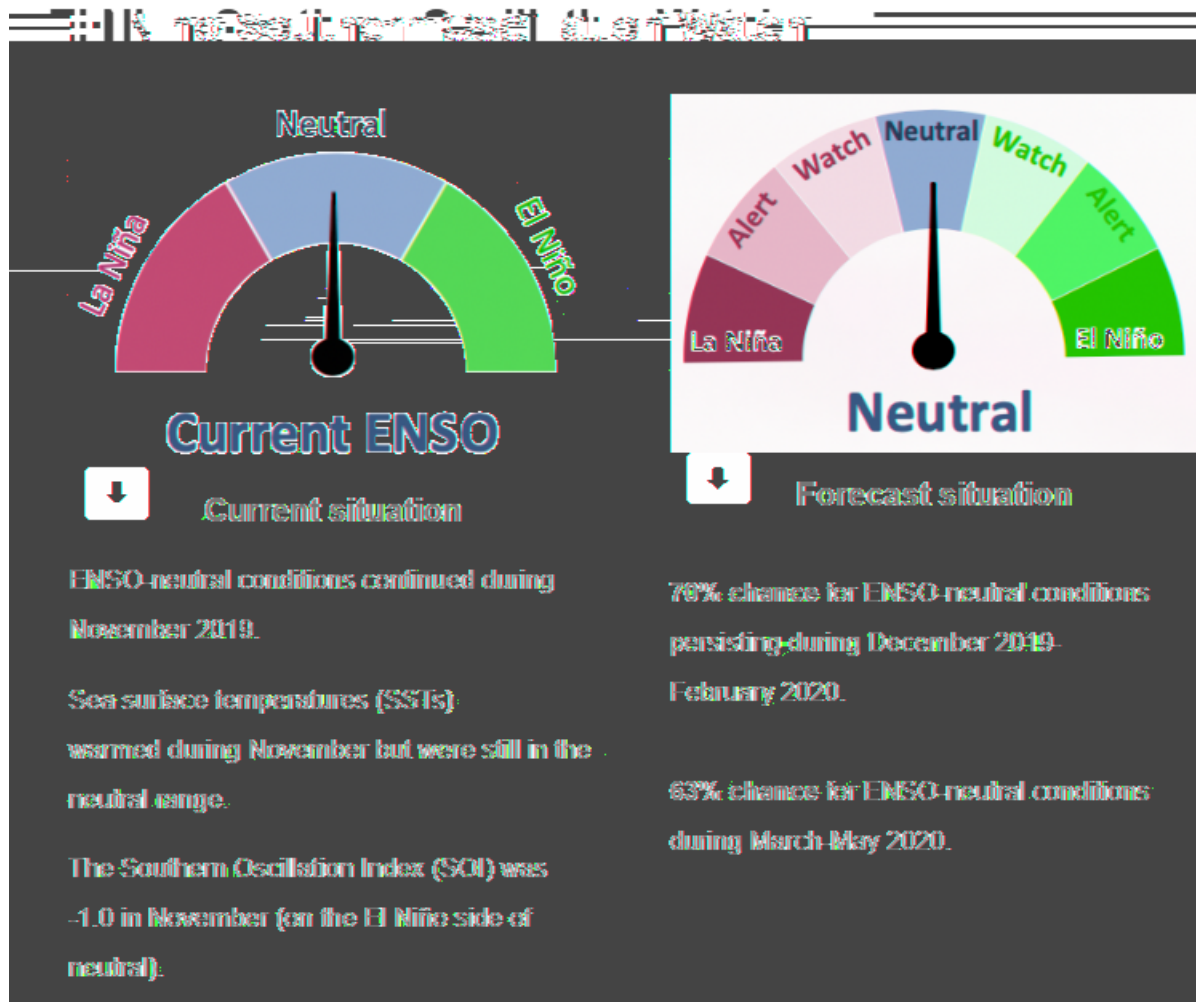 Neutral
La Niña
El Niño
Current ENSO
Current situation
ENSO-neutral conditions continued during
November 2019.
Sea surface temperatures (SSTs)
warmed during November but were still in the
neutral range.
The Southern Oscillation Index (SOI) was
-1.0 in November (on the El Niño side of
neutral).
La Niña
Alert
Watch
Neutral
Watch
Alert
El Niño
Neutral
Forecast situation
chance for ENSO-neutral conditions
persisting during December 2019-
February 2020.
63% chance for ENSO-neutral conditions
during March-May 2020.